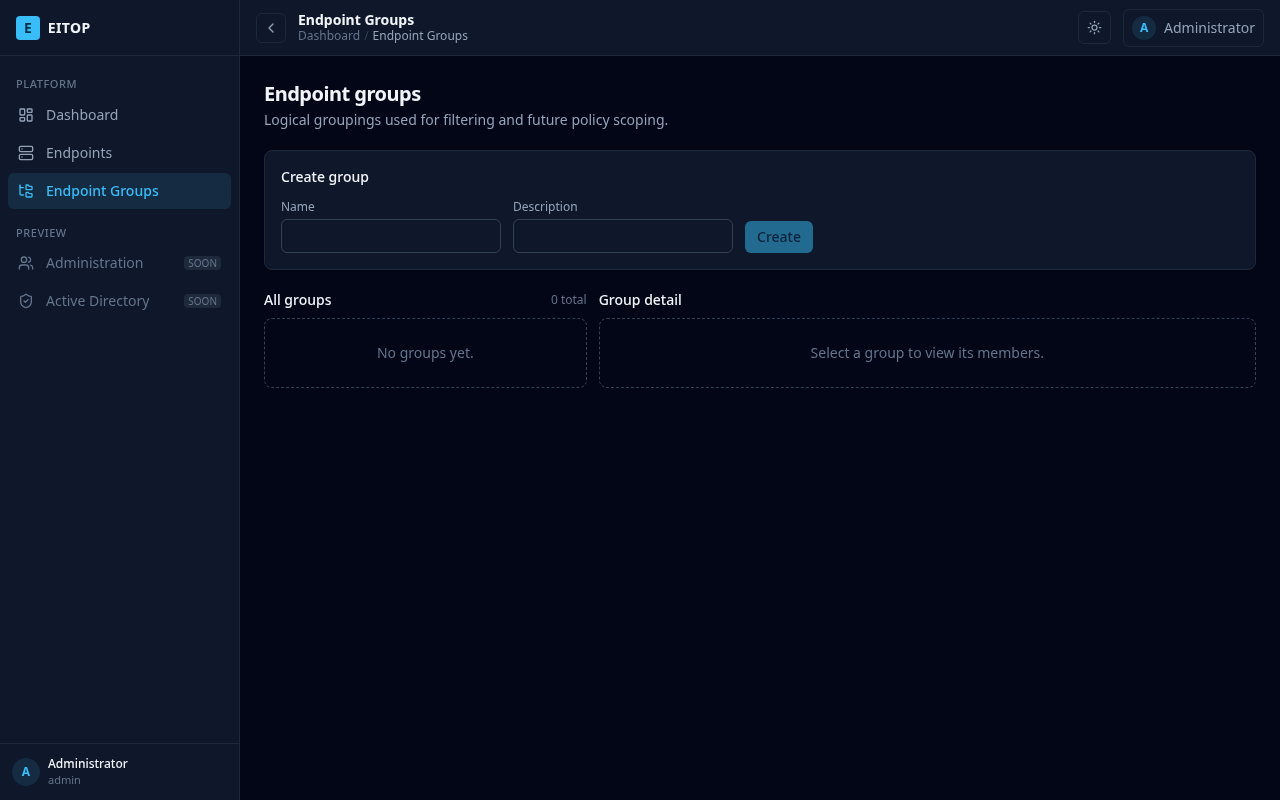 E EITOP
PLATFORM
Dashboard
Endpoints
Endpoint Groups
PREVIEW
Administration SOON
Active Directory SOON
A Administrator
admin
Endpoint Groups
Dashboard / Endpoint Groups
A Administrator
Endpoint groups
Logical groupings used for filtering and future policy scoping.
Create group
Name Description
Create
All groups 0 total
No groups yet.
Group detail
Select a group to view its members.